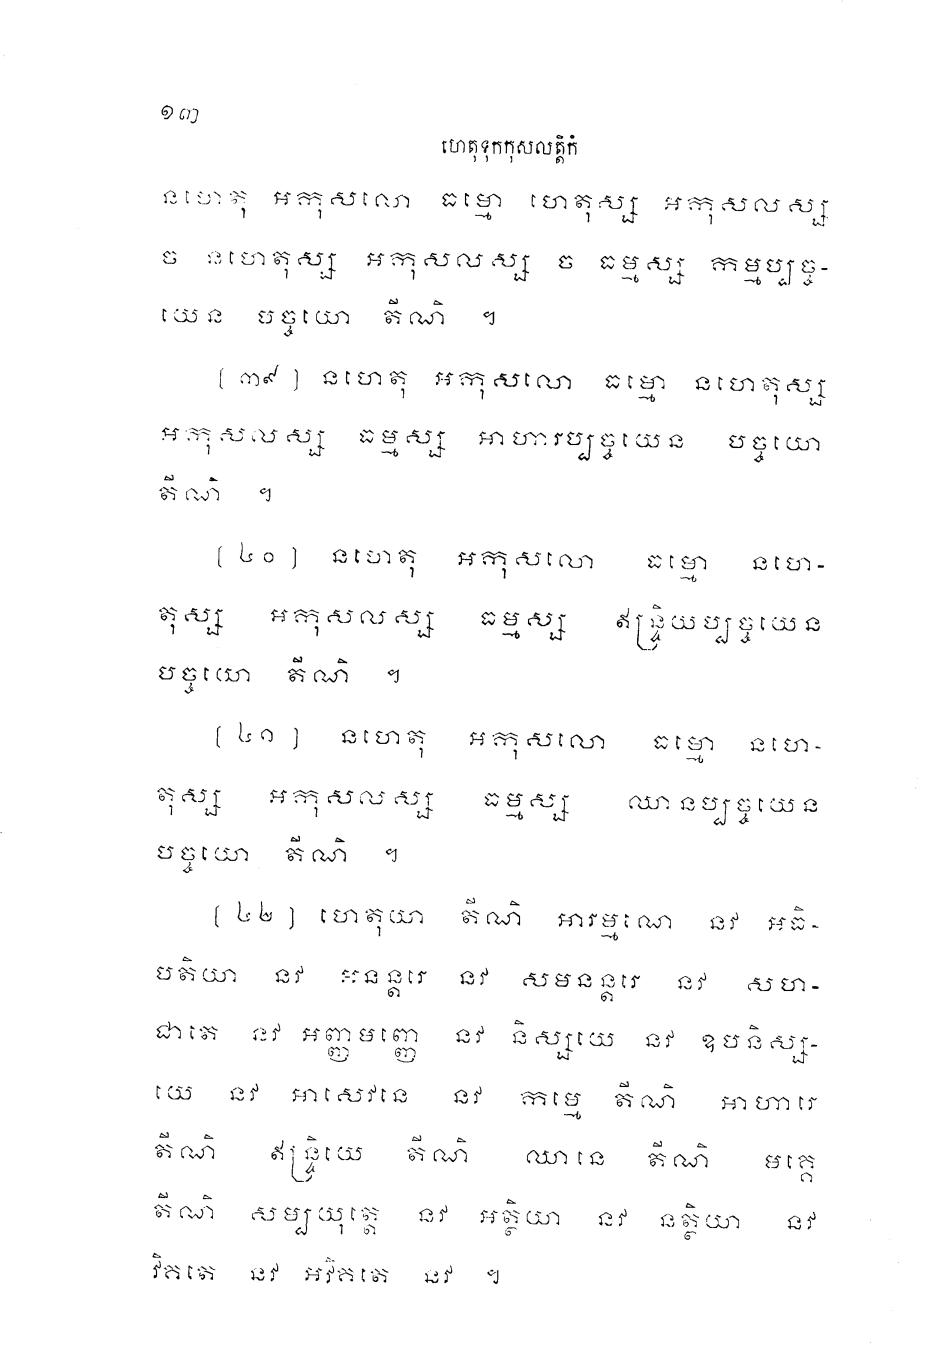 ១៣
ហេតុទុកកុសលត្តិកំ
នហេតុ អកុសលោ ធម្មោ ហេតុស្ស អកុសលស្ស
ច នហេតុស្ស អកុសលស្ស ច ធម្មស្ស កម្មប្បច្ច-
យេន បច្ចយោ តីណិ ។
[ ៣៩ ] នហេតុ អកុសលោ ធម្មោ នហេតុស្ស
អកុសលស្ស ធម្មស្ស អាហារប្បច្ចយេន បច្ចយោ
តីណិ ។
[ ៤០ ] នហេតុ អកុសលោ ធម្មោ នហេ-
តុស្ស អកុសលស្ស ធម្មស្ស ឥន្ទ្រិយប្បច្ចយេន
បច្ចយោ តីណិ ។
[ ៤១ ] នហេតុ អកុសលោ ធម្មោ នហេ-
តុស្ស អកុសលស្ស ធម្មស្ស ឈានប្បច្ចយេន
បច្ចយោ តីណិ ។
[ ៤២ ] ហេតុយា តីណិ អារម្មណេ នវ អធិ-
បតិយា នវ អនន្តរេ នវ សមនន្តរេ នវ សហ-
ជាតេ នវ អញ្ញមញ្ញេ នវ និស្សយេ នវ ឧបនិស្ស-
យេ នវ អាសេវនេ នវ កម្មេ តីណិ អាហារេ
តីណិ ឥន្ទ្រិយេ តីណិ ឈានេ តីណិ មគ្គេ
តីណិ សម្បយុត្តេ នវ អត្ថិយា នវ នត្ថិយា នវ
វិគតេ នវ អវិគតេ នវ ។